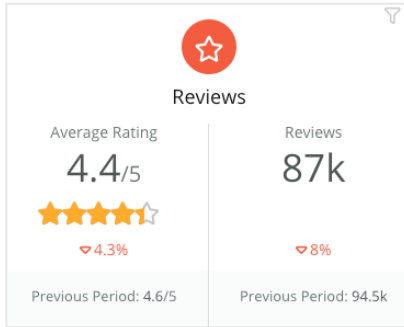 Reviews
Average Rating
4.4/5
4.3%
Previous Period: 4.6/5
Reviews
87k
8%
Previous Period: 94.5k